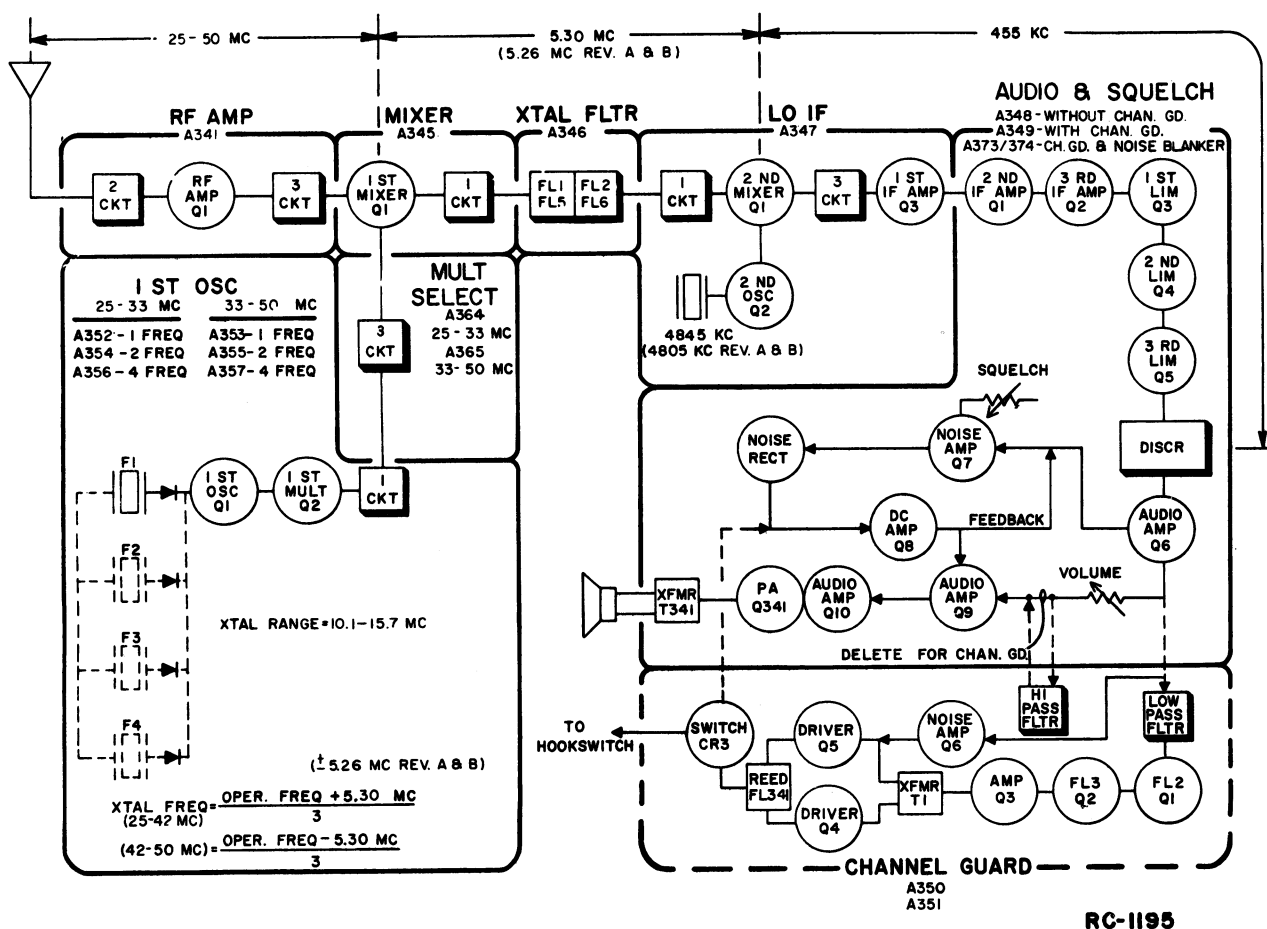 25-50 MC
5.30 MC
(5.26 MC REV. A & B)
455 KC
RF AMP
A341
MIXER
A345
XTAL FLTR
A346
LO IF
A347
AUDIO & SQUELCH
A348-WITHOUT CHAN. GD.
A349-WITH CHAN. GD.
A373/374-CH.GD. & NOISE BLANKER
2
CKT
RF
AMP
Q1
3
CKT
1ST
MIXER
Q1
1
CKT
FL1
FL5
FL2
FL6
1
CKT
2 ND
MIXER
Q1
3
CKT
1 ST
IF AMP
Q3
2 ND
IF AMP
Q1
3 RD
IF AMP
Q2
1 ST
LIM
Q3
2 ND
LIM
Q4
3 RD
LIM
Q5
DISCR
2 ND
OSC
Q2
4845 KC
(4805 KC REV. A & B)
1 ST OSC
25-33 MC
33-50 MC
A352-1 FREQ
A353-1 FREQ
A354-2 FREQ
A355-2 FREQ
A356-4 FREQ
A357-4 FREQ
MULT
SELECT
A364
25-33 MC
A365
33-50 MC
3
CKT
SQUELCH
NOISE
RECT
NOISE
AMP
Q7
F1
1 ST
OSC
Q1
1 ST
MULT
Q2
1
CKT
DC
AMP
Q8
FEEDBACK
AUDIO
AMP
Q6
F2
VOLUME
XFMR
T341
PA
Q341
AUDIO
AMP
Q10
AUDIO
AMP
Q9
XTAL RANGE=10.1-15.7 MC
F3
DELETE FOR CHAN. GD.
F4
TO
HOOKSWITCH
SWITCH
CR3
DRIVER
Q5
NOISE
AMP
Q6
HI
PASS
FLTR
LOW
PASS
FLTR
REED
FL341
DRIVER
Q4
XFMR
T1
AMP
Q3
FL3
Q2
FL2
Q1
(± 5.26 MC REV. A & B)
XTAL FREQ= OPER. FREQ +5.30 MC
(25-42 MC)
3
(42-50 MC)= OPER. FREQ-5.30 MC
3
CHANNEL GUARD
A350
A351
RC-1195